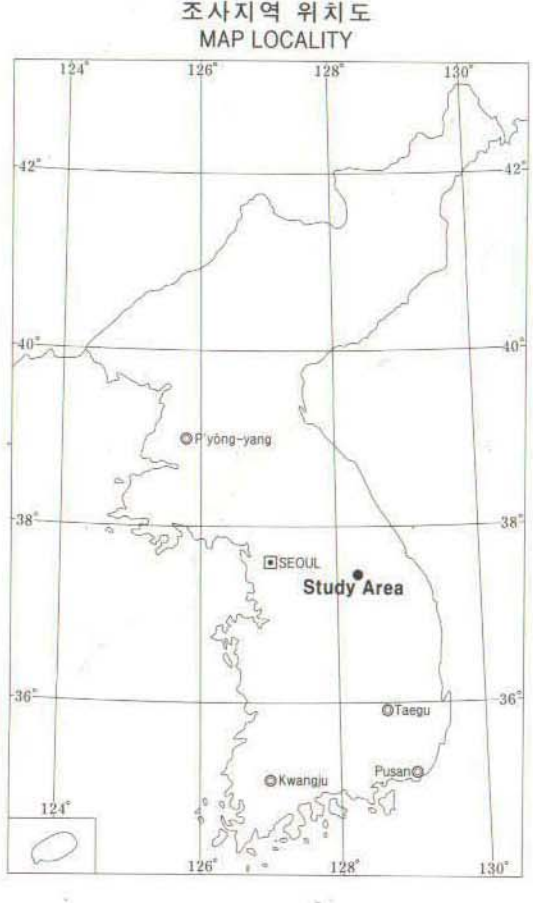 조사지역 위치도
MAP LOCALITY
124° 126° 128° 130°
42° 42°
40° 40°
P'yŏng-yang
38° 38°
SEOUL
Study Area
36° 36°
Taegu
Pusan
Kwangju
124°
126° 128° 130°